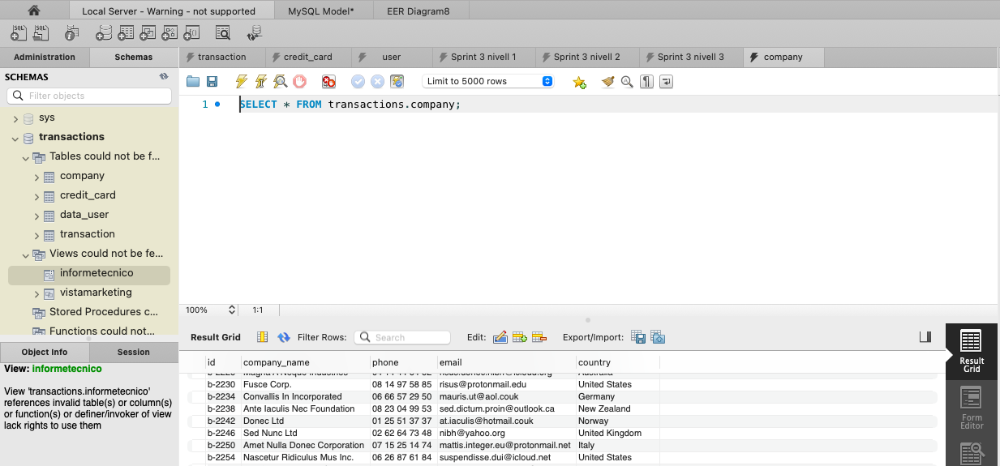 Local Server - Warning - not supported
MySQL Model*
EER Diagram8
Administration
Schemas
transaction
credit_card
user
Sprint 3 nivell 1
Sprint 3 nivell 2
Sprint 3 nivell 3
company
SCHEMAS
Filter objects
Limit to 5000 rows
1
SELECT * FROM transactions.company;
sys
transactions
Tables could not be f...
company
credit_card
data_user
transaction
Views could not be fe...
informetecnico
vistamarketing
Stored Procedures c...
Functions could not...
Object Info
Session
View: informetecnico
View 'transactions.informetecnico'
references invalid table(s) or column(s)
or function(s) or definer/invoker of view
lack rights to use them
100%
1:1
Result Grid
Filter Rows:
Search
Edit:
Export/Import:
id company_name phone email country
b-2230 Fusce Corp. 08 14 97 58 85 risus@protonmail.edu United States
b-2234 Convallis In Incorporated 06 66 57 29 50 mauris.ut@aol.couk Germany
b-2238 Ante Iaculis Nec Foundation 08 23 04 99 53 sed.dictum.proin@outlook.ca New Zealand
b-2242 Donec Ltd 01 25 51 37 37 at.iaculis@hotmail.couk Norway
b-2246 Sed Nunc Ltd 02 62 64 73 48 nibh@yahoo.org United Kingdom
b-2250 Amet Nulla Donec Corporation 07 15 25 14 74 mattis.integer.eu@protonmail.net Italy
b-2254 Nascetur Ridiculus Mus Inc. 06 26 87 61 84 suspendisse.dui@icloud.net United States
Result
Grid
Form
Editor